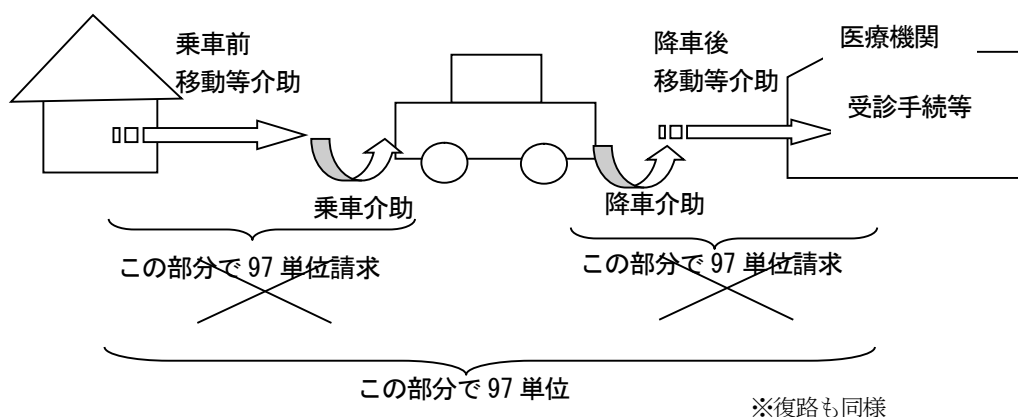 乗車前
移動等介助
降車後
移動等介助
医療機関
受診手続等
乗車介助
降車介助
この部分で 97 単位請求
この部分で 97 単位請求
この部分で 97 単位
※復路も同様